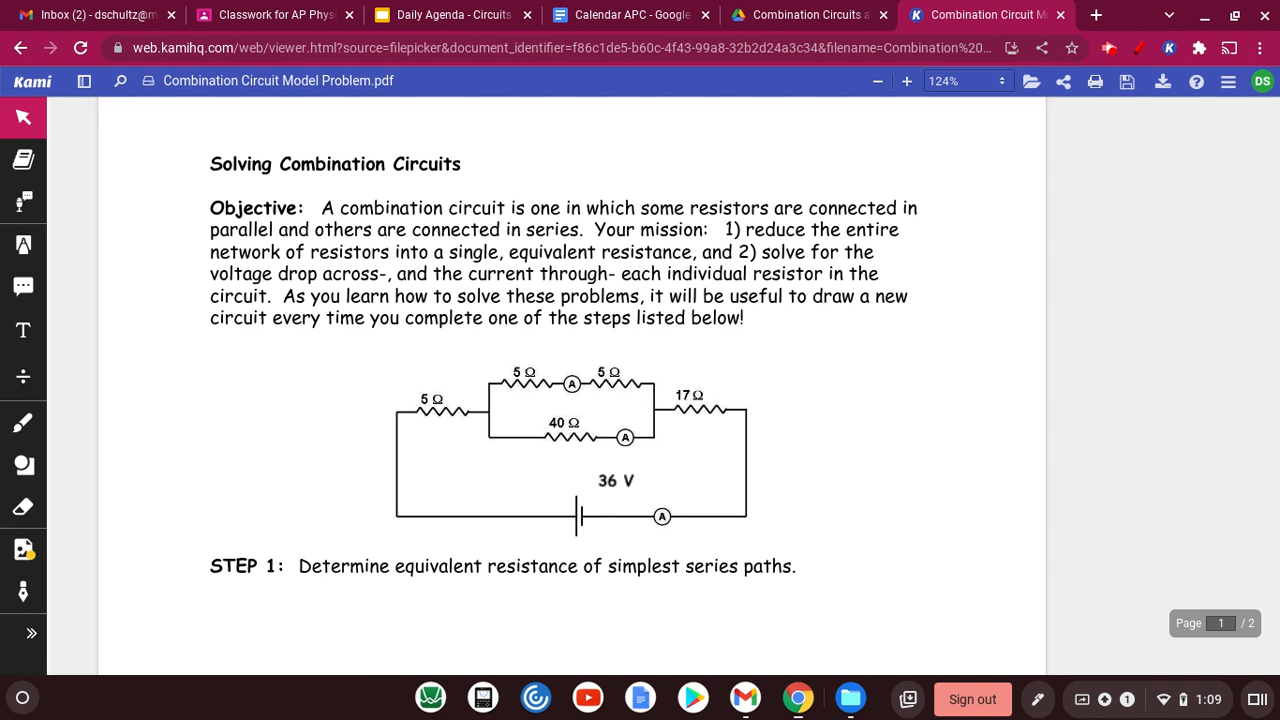 Inbox (1) - dschultz@m
Classwork for AP Physi
Daily Agenda - Circuits
Calendar APC - Google
Combination Circuits a
Combination Circuit Mo
web.kamihq.com/web/viewer.html?source=filepicker&document_identifier=f86c1de5-b60c-4f43-99a8-32b2d24a3c34&filename=Combination%20...
Kami
Combination Circuit Model Problem.pdf
124%
DS
Solving Combination Circuits
Objective: A combination circuit is one in which some resistors are connected in
parallel and others are connected in series. Your mission: 1) reduce the entire
network of resistors into a single, equivalent resistance, and 2) solve for the
voltage drop across-, and the current through- each individual resistor in the
circuit. As you learn how to solve these problems, it will be useful to draw a new
circuit every time you complete one of the steps listed below!
5 Ω
A
5 Ω
5 Ω
17 Ω
40 Ω
A
36 V
A
STEP 1: Determine equivalent resistance of simplest series paths.
Page 1 / 2
Sign out
1
1:09